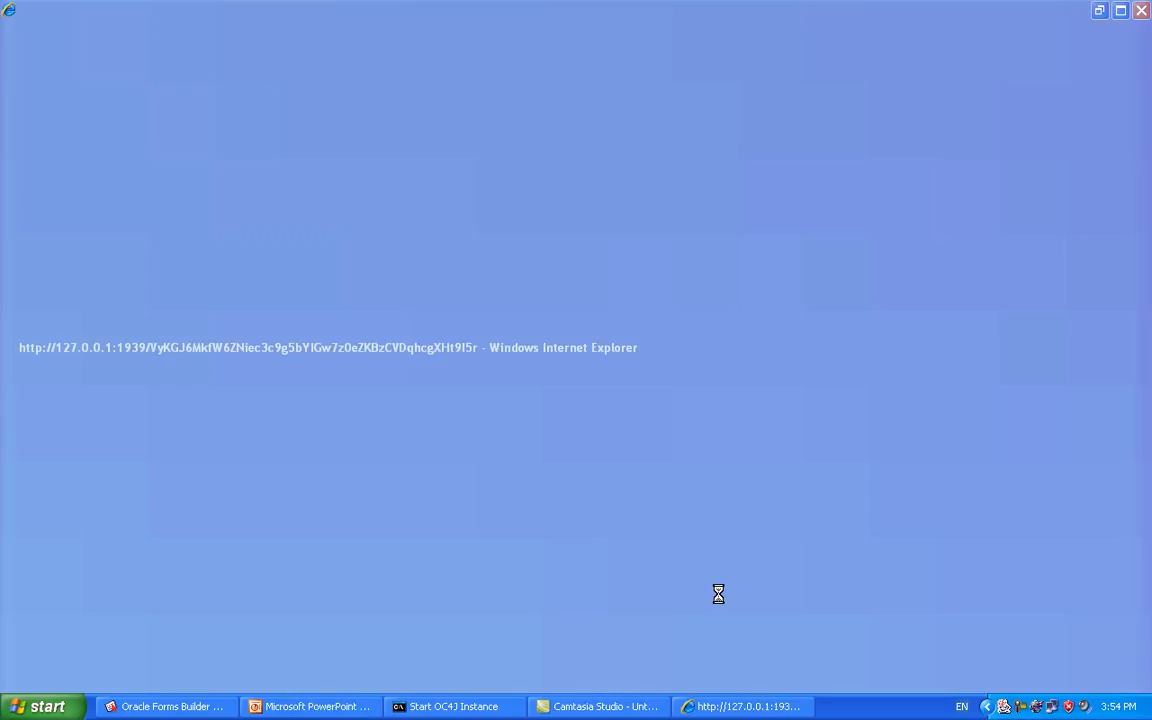 http://127.0.0.1:1939/VyKGJ6MkfW6ZNiec3c9g5bYIGw7z0eZKBzCVDqhcgXHt9I5r - Windows Internet Explorer
start
Oracle Forms Builder ...
Microsoft PowerPoint ...
Start OC4J Instance
Camtasia Studio - Unt...
http://127.0.0.1:193...
EN
3:54 PM